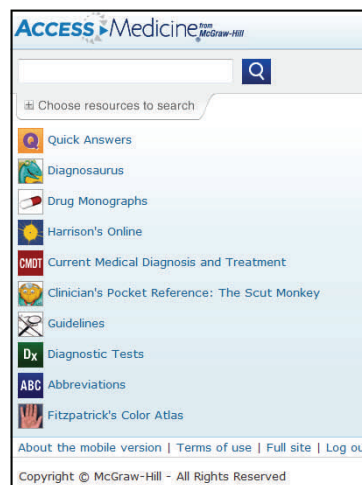 ACCESS Medicine from McGraw-Hill
Choose resources to search
Q Quick Answers
Diagnosaurus
Drug Monographs
Harrison's Online
CMDT Current Medical Diagnosis and Treatment
Clinician's Pocket Reference: The Scut Monkey
Guidelines
Dx Diagnostic Tests
ABC Abbreviations
Fitzpatrick's Color Atlas
About the mobile version | Terms of use | Full site | Log ou
Copyright © McGraw-Hill - All Rights Reserved